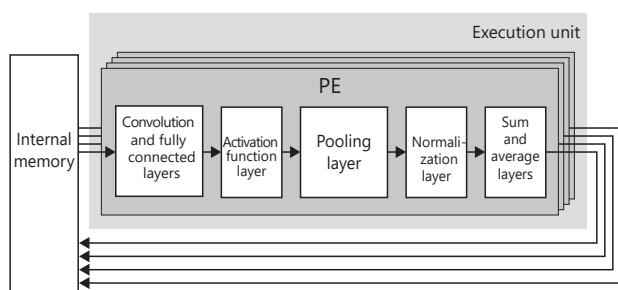 Execution unit
PE
Internal
memory
Convolution
and fully
connected
layers
Activation
function
layer
Pooling
layer
Normali-
zation
layer
Sum
and
average
layers